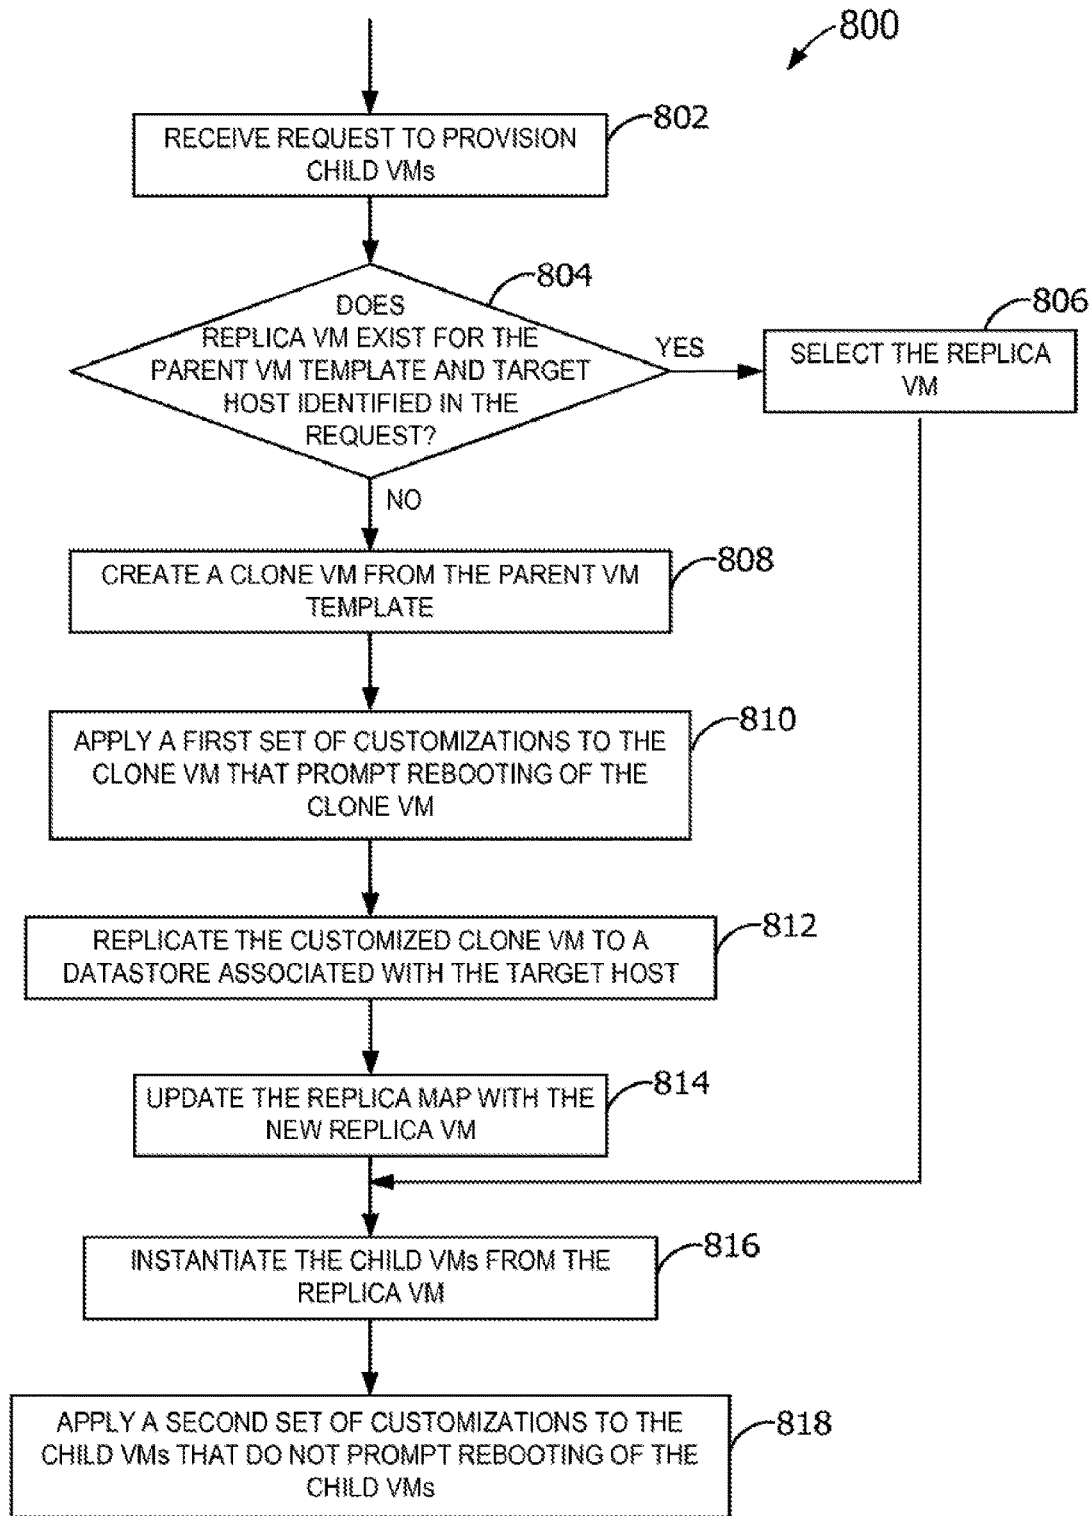 800
802
RECEIVE REQUEST TO PROVISION
CHILD VMs
804
DOES
REPLICA VM EXIST FOR THE
PARENT VM TEMPLATE AND TARGET
HOST IDENTIFIED IN THE
REQUEST?
YES
806
SELECT THE REPLICA
VM
NO
808
CREATE A CLONE VM FROM THE PARENT VM
TEMPLATE
810
APPLY A FIRST SET OF CUSTOMIZATIONS TO THE
CLONE VM THAT PROMPT REBOOTING OF THE
CLONE VM
812
REPLICATE THE CUSTOMIZED CLONE VM TO A
DATASTORE ASSOCIATED WITH THE TARGET HOST
814
UPDATE THE REPLICA MAP WITH THE
NEW REPLICA VM
816
INSTANTIATE THE CHILD VMs FROM THE
REPLICA VM
818
APPLY A SECOND SET OF CUSTOMIZATIONS TO THE
CHILD VMs THAT DO NOT PROMPT REBOOTING OF THE
CHILD VMs